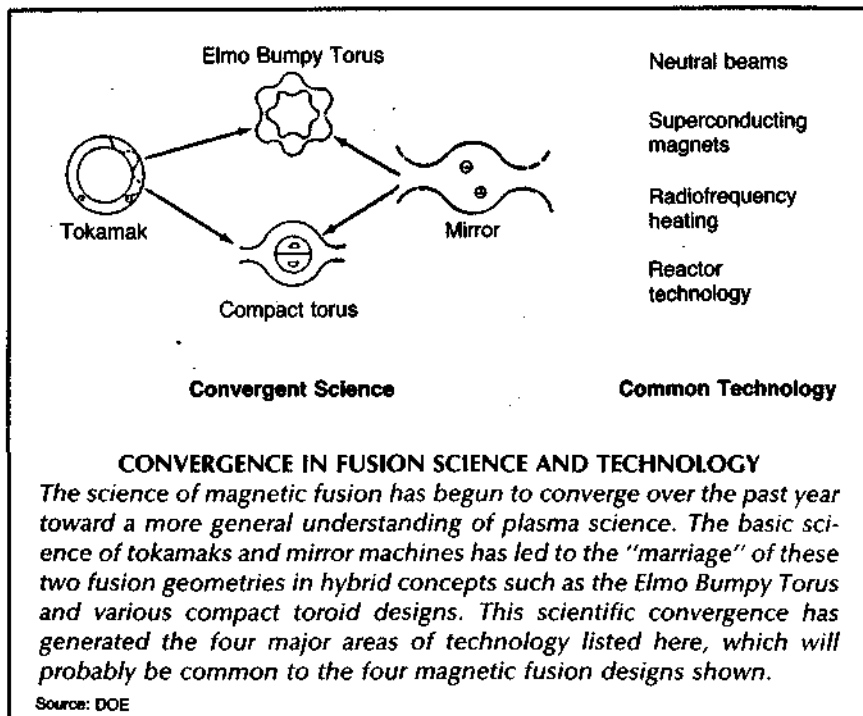 Elmo Bumpy Torus
Tokamak
Mirror
Compact torus
Convergent Science
Neutral beams
Superconducting
magnets
Radiofrequency
heating
Reactor
technology
Common Technology
CONVERGENCE IN FUSION SCIENCE AND TECHNOLOGY
The science of magnetic fusion has begun to converge over the past year
toward a more general understanding of plasma science. The basic sci-
ence of tokamaks and mirror machines has led to the "marriage" of these
two fusion geometries in hybrid concepts such as the Elmo Bumpy Torus
and various compact toroid designs. This scientific convergence has
generated the four major areas of technology listed here, which will
probably be common to the four magnetic fusion designs shown.
Source: DOE